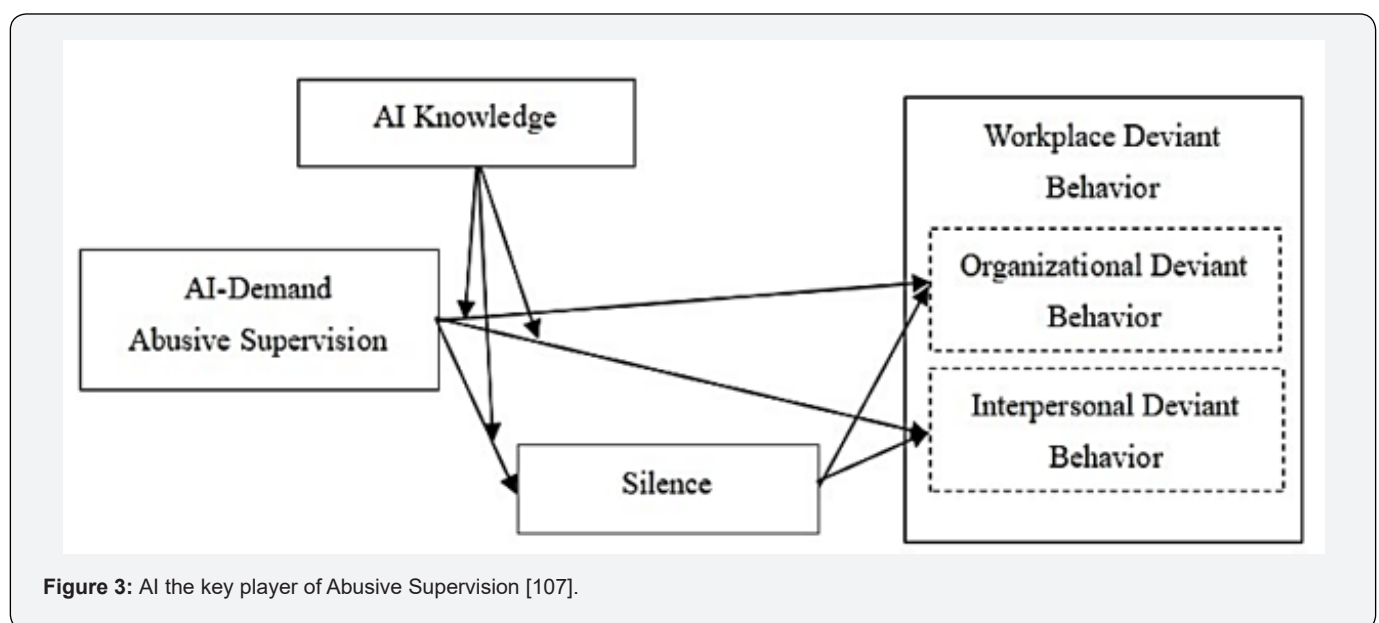 AI Knowledge
AI-Demand
Abusive Supervision
Silence
Workplace Deviant
Behavior
Organizational Deviant
Behavior
Interpersonal Deviant
Behavior
Figure 3: AI the key player of Abusive Supervision [107].